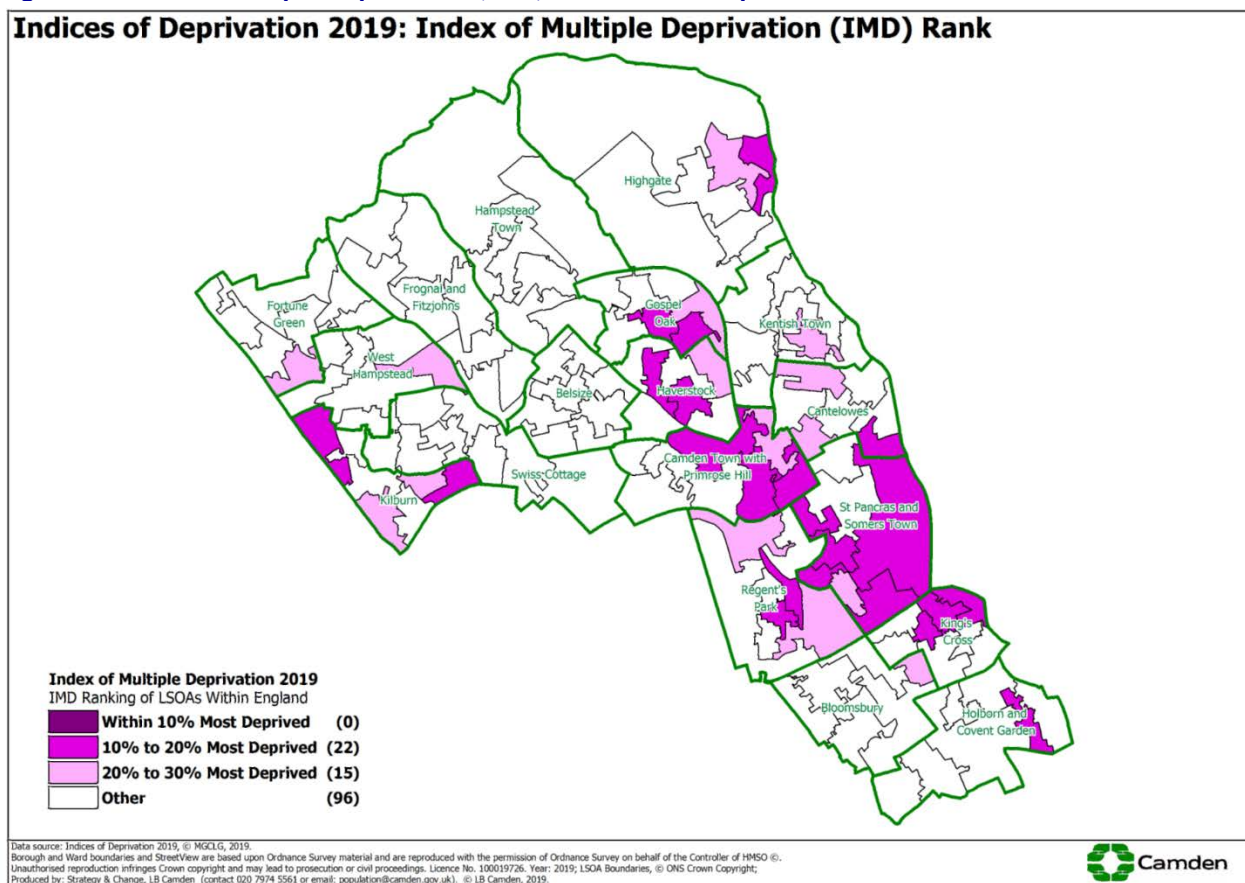 Indices of Deprivation 2019: Index of Multiple Deprivation (IMD) Rank
Highgate
Hampstead
Town
Frognal and
Fitzjohns
Fortune
Green
Gospel
Oak
Kentish Town
West
Hampstead
Belsize
Haverstock
Cantelowes
Camden Town with
Primrose Hill
Swiss Cottage
Kilburn
St Pancras and
Somers Town
Regent's
Park
King's
Cross
Bloomsbury
Holborn and
Covent Garden
Index of Multiple Deprivation 2019
IMD Ranking of LSOAs Within England
Within 10% Most Deprived (0)
10% to 20% Most Deprived (22)
20% to 30% Most Deprived (15)
Other (96)
Data source: Indices of Deprivation 2019, © MGCLG, 2019.
Borough and Ward boundaries and StreetView are based upon Ordnance Survey material and are reproduced with the permission of Ordnance Survey on behalf of the Controller of HMSO ©.
Unauthorised reproduction infringes Crown copyright and may lead to prosecution or civil proceedings. Licence No. 100019726. Year: 2019; LSOA Boundaries, © ONS Crown Copyright;
Produced by: Strategy & Change, LB Camden (contact 020 7974 5561 or email: population@camden.gov.uk). © LB Camden, 2019.
Camden